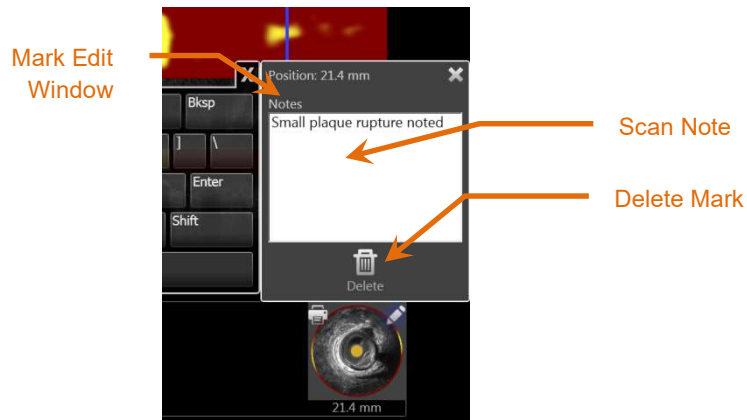 Mark Edit
Window
Position: 21.4 mm
Notes
Small plaque rupture noted
Scan Note
Delete Mark
Bksp
]
\
Enter
Shift
Delete
21.4 mm